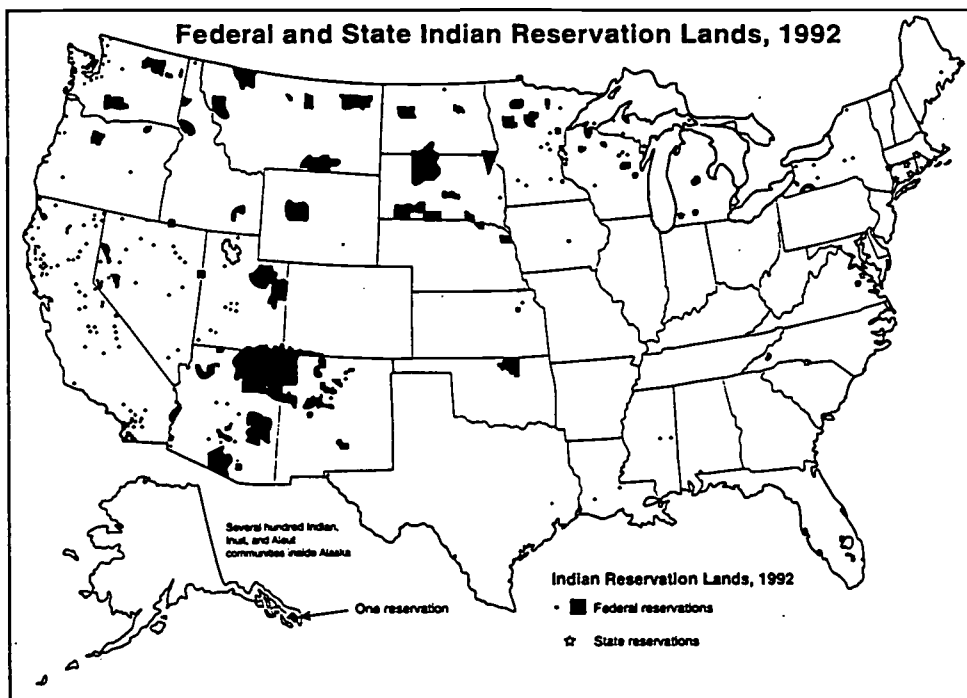 Federal and State Indian Reservation Lands, 1992
Several hundred Indian,
Inuit, and Aleut
communities inside Alaska
One reservation
Indian Reservation Lands, 1992
Federal reservations
State reservations